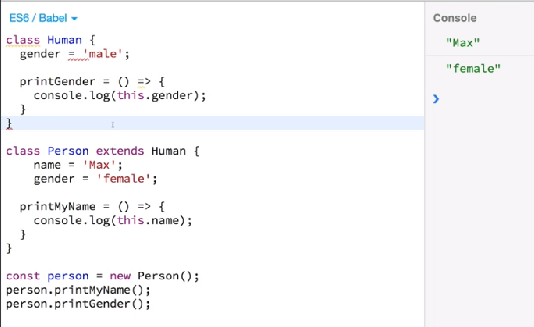 ES6 / Babel
class Human {
  gender = 'male';
  printGender = () => {
    console.log(this.gender);
  }
}
class Person extends Human {
    name = 'Max';
    gender = 'female';
  printMyName = () => {
    console.log(this.name);
  }
}
const person = new Person();
person.printMyName();
person.printGender();
Console
"Max"
"female"